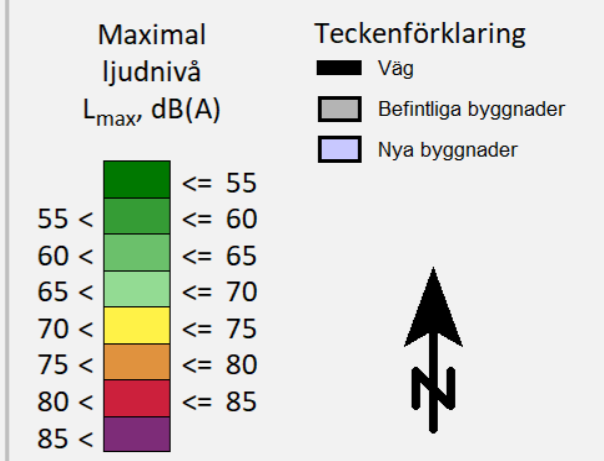 Maximal
ljudnivå
Lmax, dB(A)
<= 55
55 < <= 60
60 < <= 65
65 < <= 70
70 < <= 75
75 < <= 80
80 < <= 85
85 <
Teckenförklaring
Väg
Befintliga byggnader
Nya byggnader
N